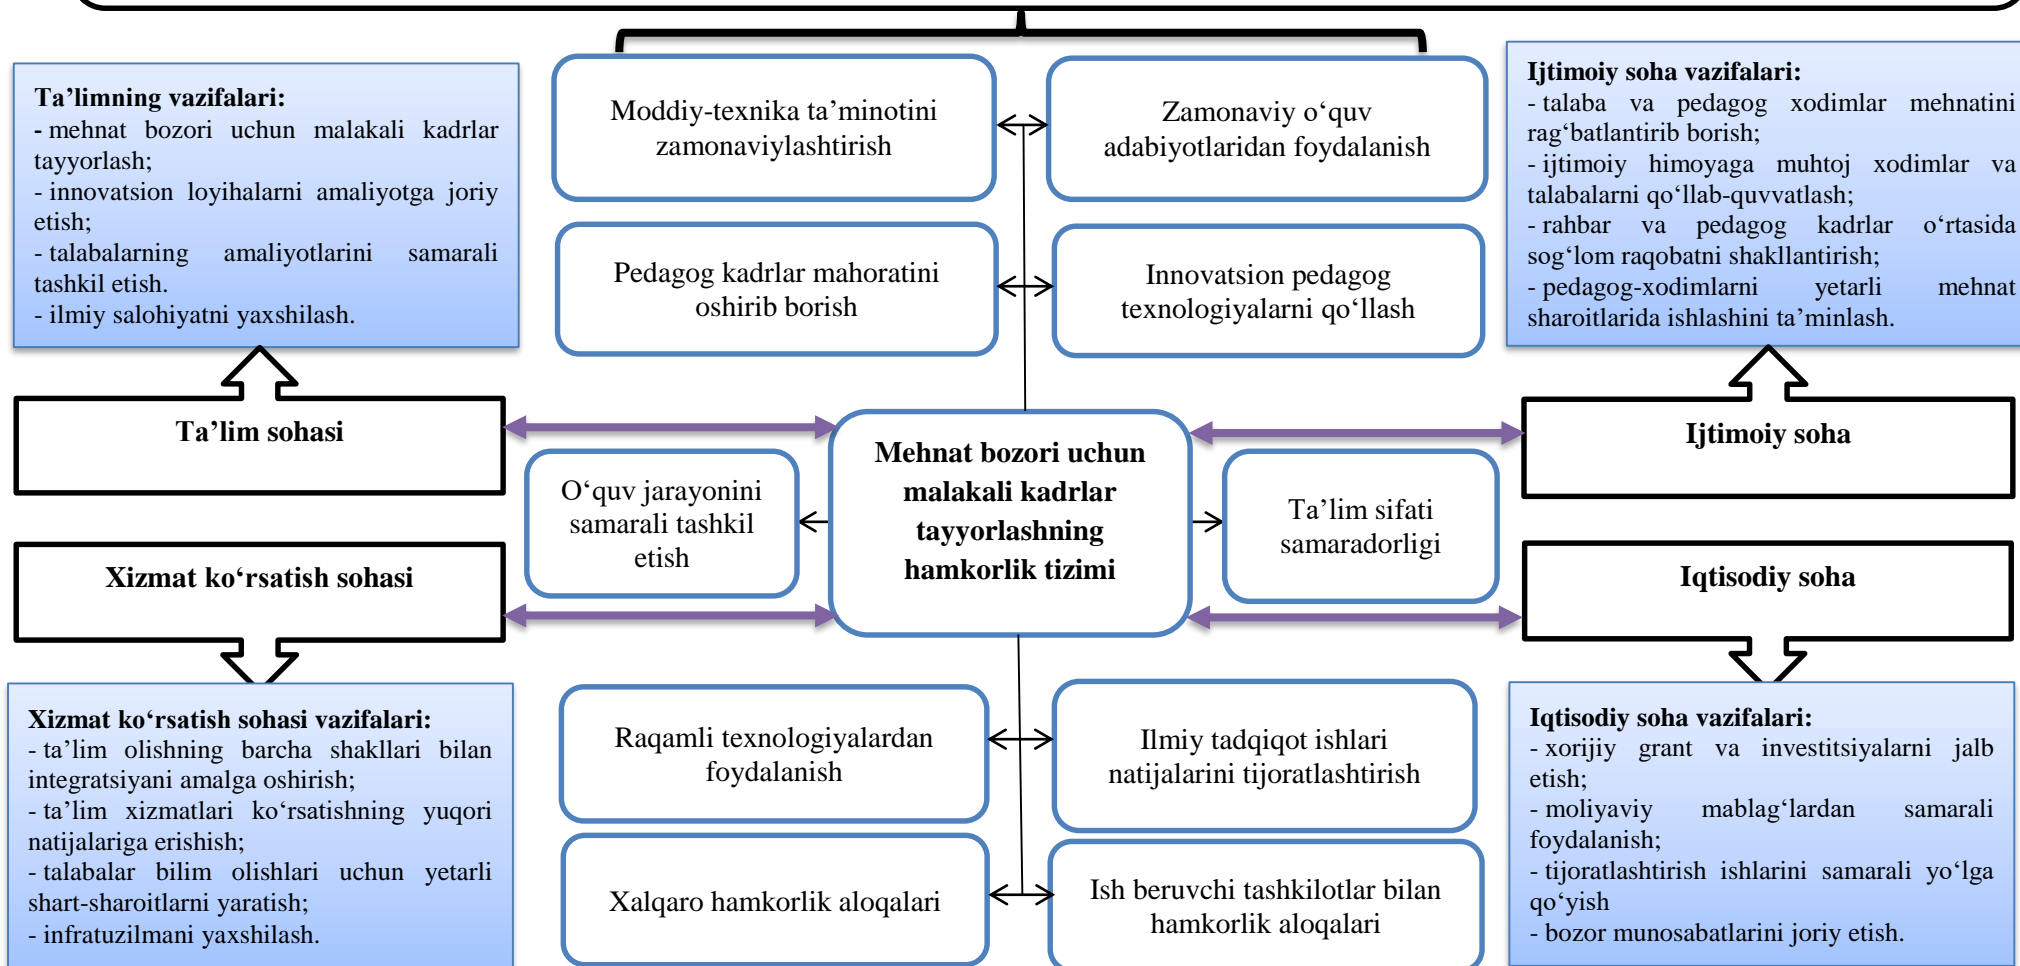 Ta’limning vazifalari:
- mehnat bozori uchun malakali kadrlar
tayyorlash;
- innovatsion loyihalarni amaliyotga joriy
etish;
- talabalarning amaliyotlarini samarali
tashkil etish.
- ilmiy salohiyatni yaxshilash.
Moddiy-texnika ta’minotini
zamonaviylashtirish
Zamonaviy o‘quv
adabiyotlaridan foydalanish
Pedagog kadrlar mahoratini
oshirib borish
Innovatsion pedagog
texnologiyalarni qo‘llash
Ijtimoiy soha vazifalari:
- talaba va pedagog xodimlar mehnatini
rag‘batlantirib borish;
- ijtimoiy himoyaga muhtoj xodimlar va
talabalarni qo‘llab-quvvatlash;
- rahbar va pedagog kadrlar o‘rtasida
sog‘lom raqobatni shakllantirish;
- pedagog-xodimlarni yetarli mehnat
sharoitlarida ishlashini ta’minlash.
Ta’lim sohasi
Ijtimoiy soha
O‘quv jarayonini
samarali tashkil
etish
Mehnat bozori uchun
malakali kadrlar
tayyorlashning
hamkorlik tizimi
Ta’lim sifati
samaradorligi
Xizmat ko‘rsatish sohasi
Iqtisodiy soha
Xizmat ko‘rsatish sohasi vazifalari:
- ta’lim olishning barcha shakllari bilan
integratsiyani amalga oshirish;
- ta’lim xizmatlari ko‘rsatishning yuqori
natijalariga erishish;
- talabalar bilim olishlari uchun yetarli
shart-sharoitlarni yaratish;
- infratuzilmani yaxshilash.
Raqamli texnologiyalardan
foydalanish
Ilmiy tadqiqot ishlari
natijalarini tijoratlashtirish
Xalqaro hamkorlik aloqalari
Ish beruvchi tashkilotlar bilan
hamkorlik aloqalari
Iqtisodiy soha vazifalari:
- xorijiy grant va investitsiyalarni jalb
etish;
- moliyaviy mablag‘lardan samarali
foydalanish;
- tijoratlashtirish ishlarini samarali yo‘lga
qo‘yish
- bozor munosabatlarini joriy etish.